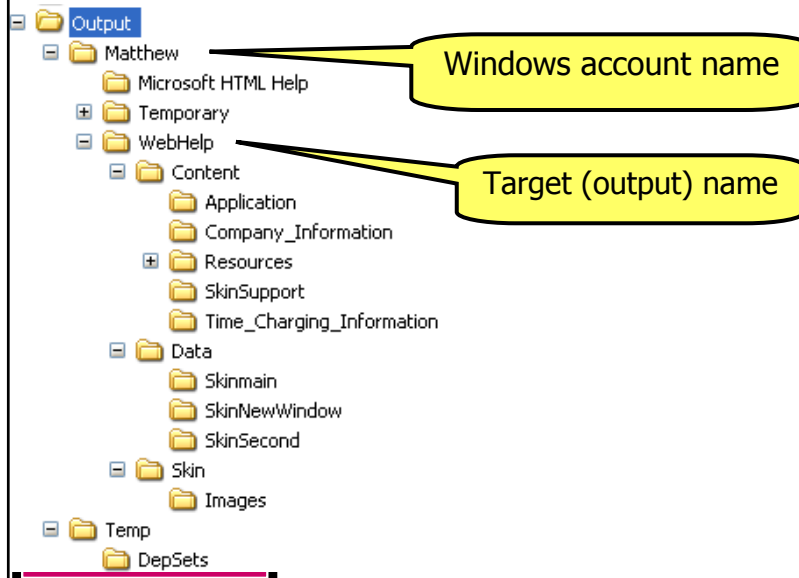 Output
Matthew
Windows account name
Microsoft HTML Help
Temporary
WebHelp
Content
Target (output) name
Application
Company_Information
Resources
SkinSupport
Time_Charging_Information
Data
Skinmain
SkinNewWindow
SkinSecond
Skin
Images
Temp
DepSets